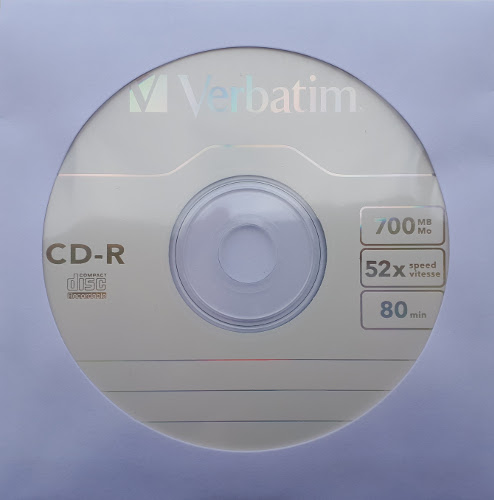 Verbatim
CD-R
COMPACT
disc
Recordable
700 MB
Mo
52x speed
vitesse
80 min